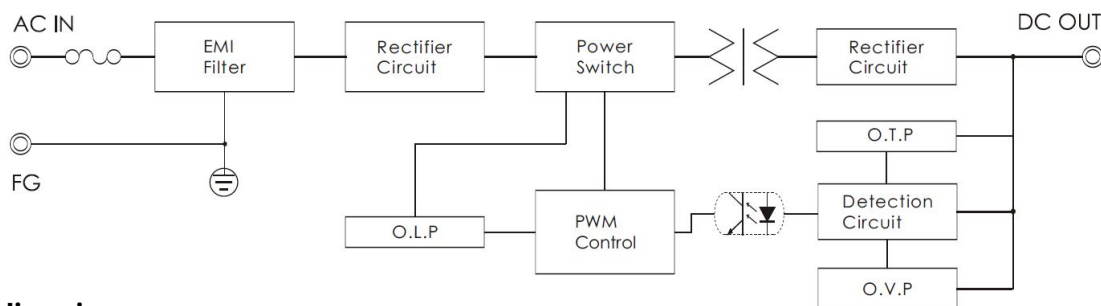 AC IN
DC OUT
EMI
Filter
Rectifier
Circuit
Power
Switch
Rectifier
Circuit
FG
O.T.P
O.L.P
PWM
Control
Detection
Circuit
O.V.P